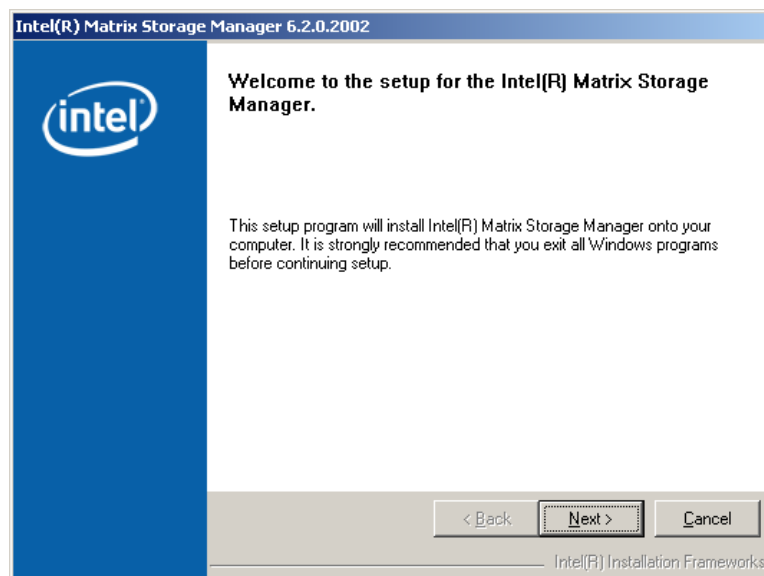 Intel(R) Matrix Storage Manager 6.2.0.2002
intel
Welcome to the setup for the Intel(R) Matrix Storage
Manager.
This setup program will install Intel(R) Matrix Storage Manager onto your
computer. It is strongly recommended that you exit all Windows programs
before continuing setup.
< Back Next > Cancel
Intel(R) Installation Frameworks